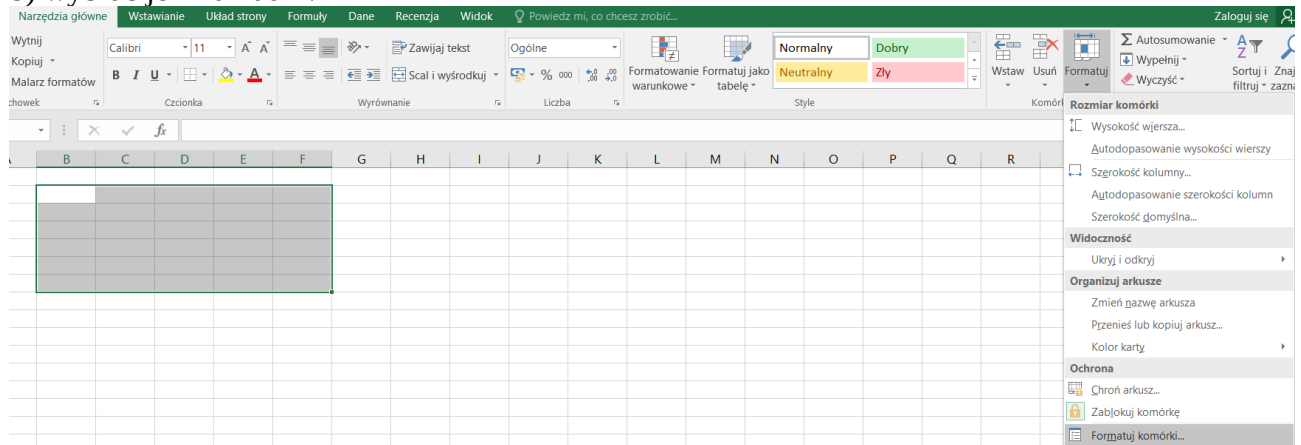 Narzędzia główne Wstawianie Układ strony Formuły Dane Recenzja Widok Powiedz mi, co chcesz zrobić... Zaloguj się
Wytnij
Kopiuj
Malarz formatów
Calibri 11 A A
B I U A
Zawijaj tekst
Scal i wyśrodkuj
Ogólne
% 000
Formatowanie warunkowe
Formatuj jako tabelę
Normalny Dobry
Neutralny Zły
Wstaw Usuń Formatuj
Σ Autosumowanie
Wypełnij
Wyczyść
Sortuj i filtruj
Czcionka Wyrównanie Liczba Style
fx
B C D E F G H I J K L M N O P Q R
Rozmiar komórki
Wysokość wiersza...
Autodopasowanie wysokości wierszy
Szerokość kolumny...
Autodopasowanie szerokości kolumn
Szerokość domyślna...
Widoczność
Ukryj i odkryj
Organizuj arkusze
Zmień nazwę arkusza
Przenieś lub kopiuj arkusz...
Kolor karty
Ochrona
Chroń arkusz...
Zablokuj komórkę
Formatuj komórki...